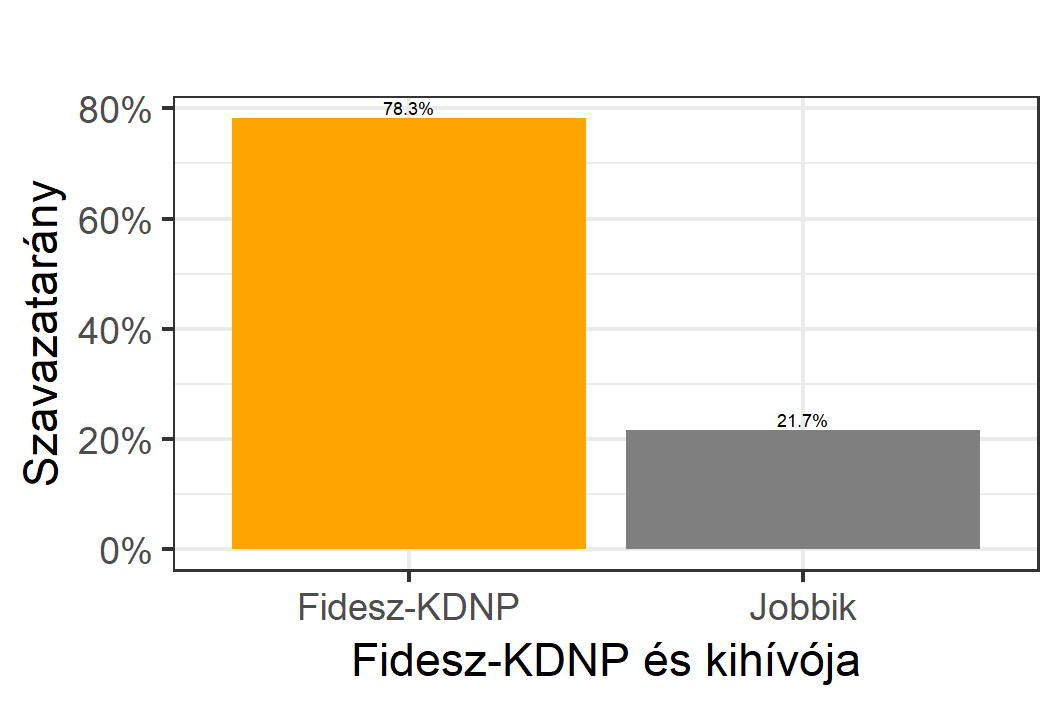 Szavazatarány
80%
60%
40%
20%
0%
78.3%
21.7%
Fidesz-KDNP
Jobbik
Fidesz-KDNP és kihívója